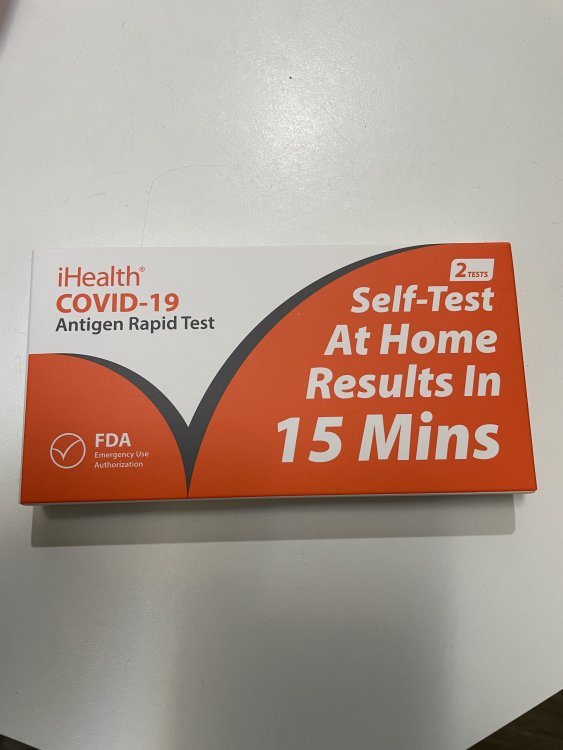 iHealth®
COVID-19
Antigen Rapid Test
FDA
Emergency Use
Authorization
2 TESTS
Self-Test
At Home
Results In
15 Mins